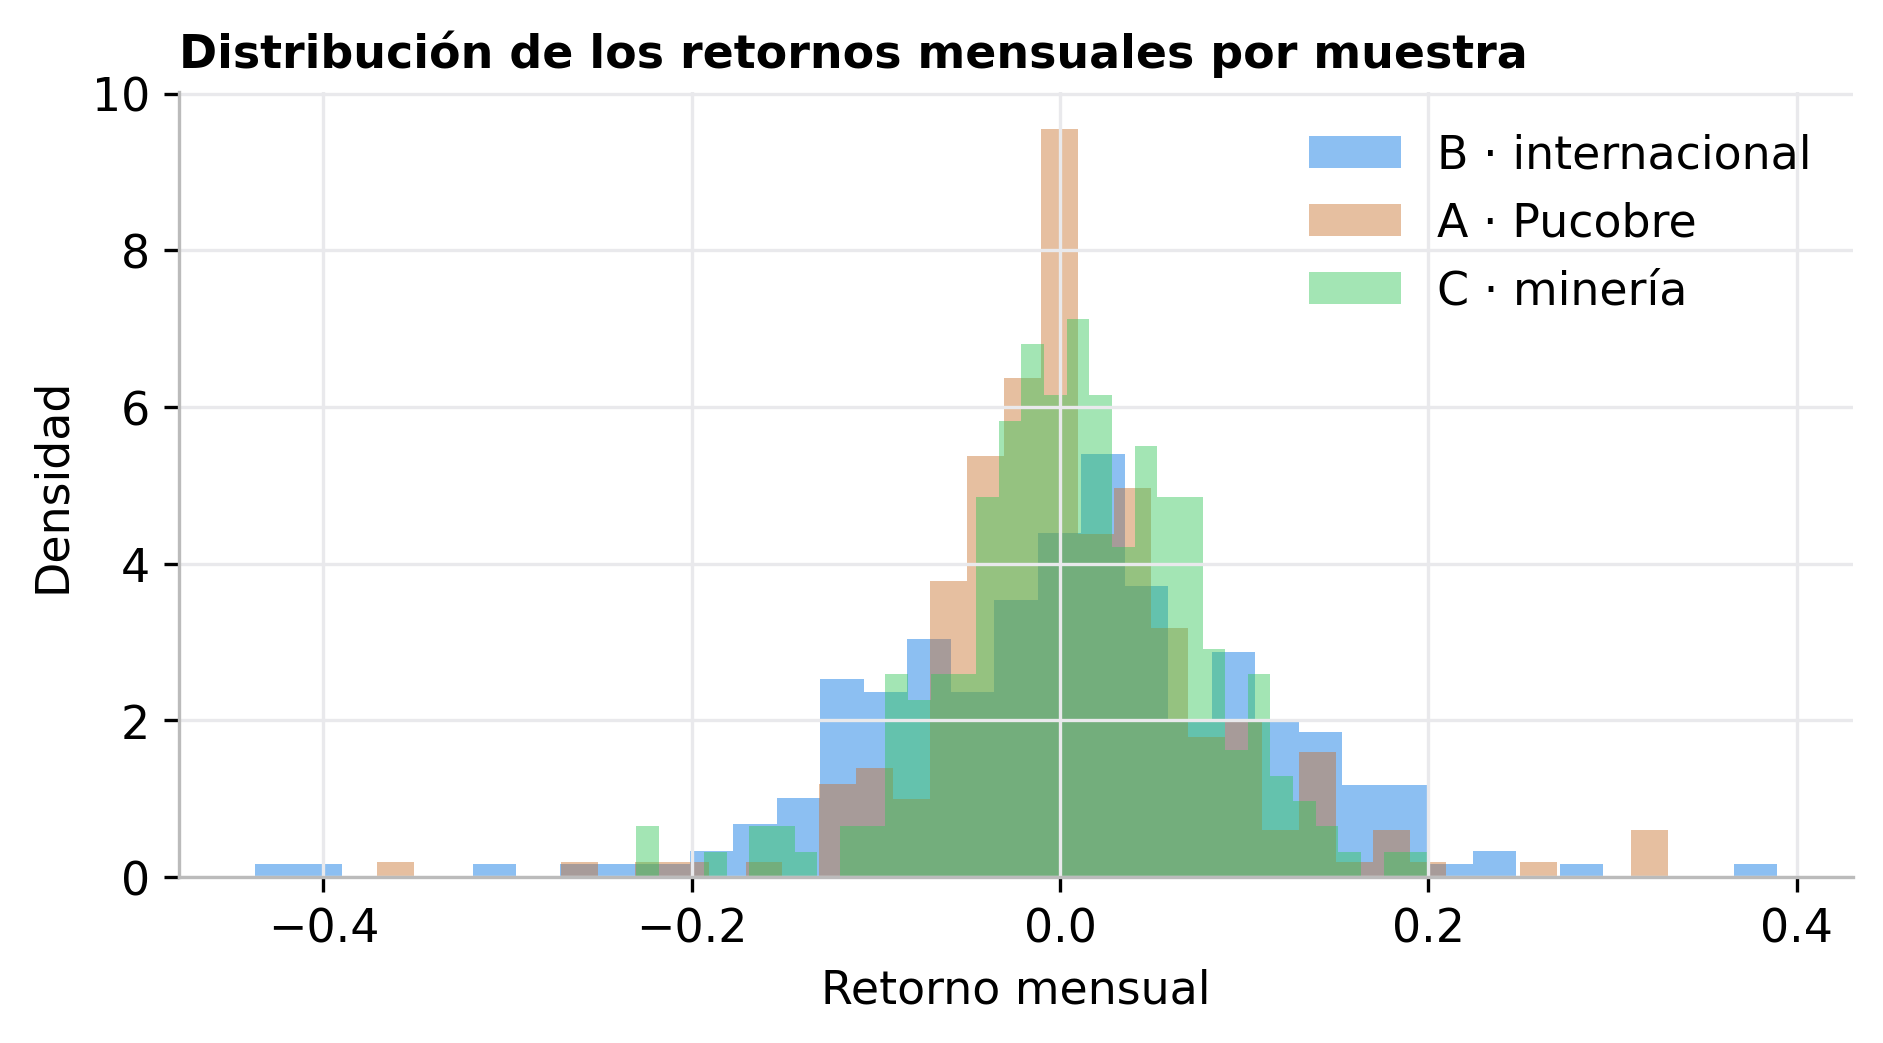 Distribución de los retornos mensuales por muestra
10
8
6
4
2
0
Densidad
B · internacional
A · Pucobre
C · minería
−0.4
−0.2
0.0
0.2
0.4
Retorno mensual